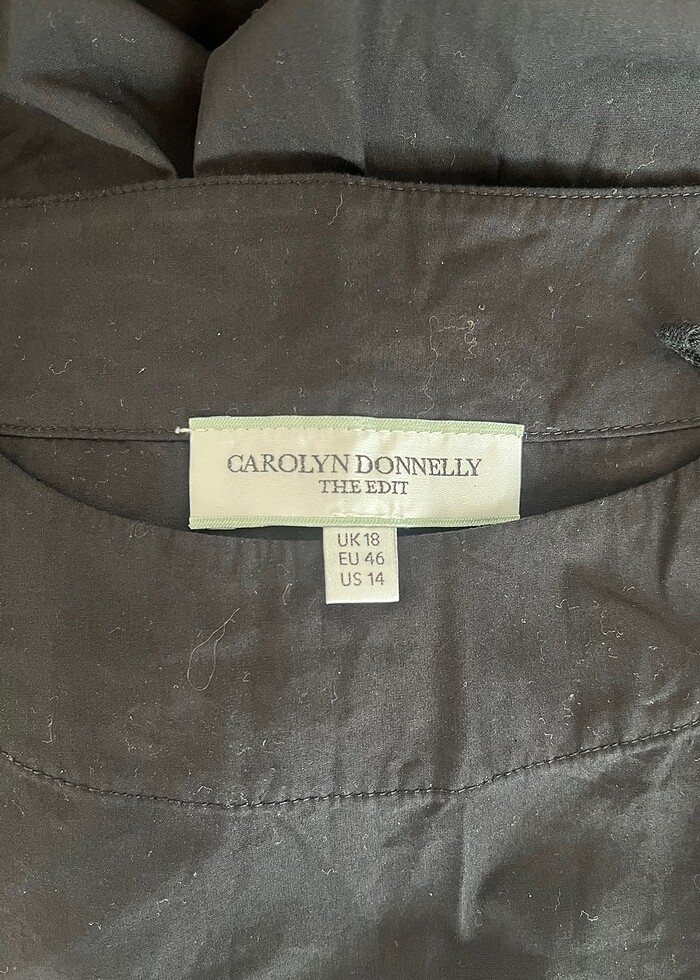 CAROLYN DONNELLY
THE EDIT
UK 18
EU 46
US 14